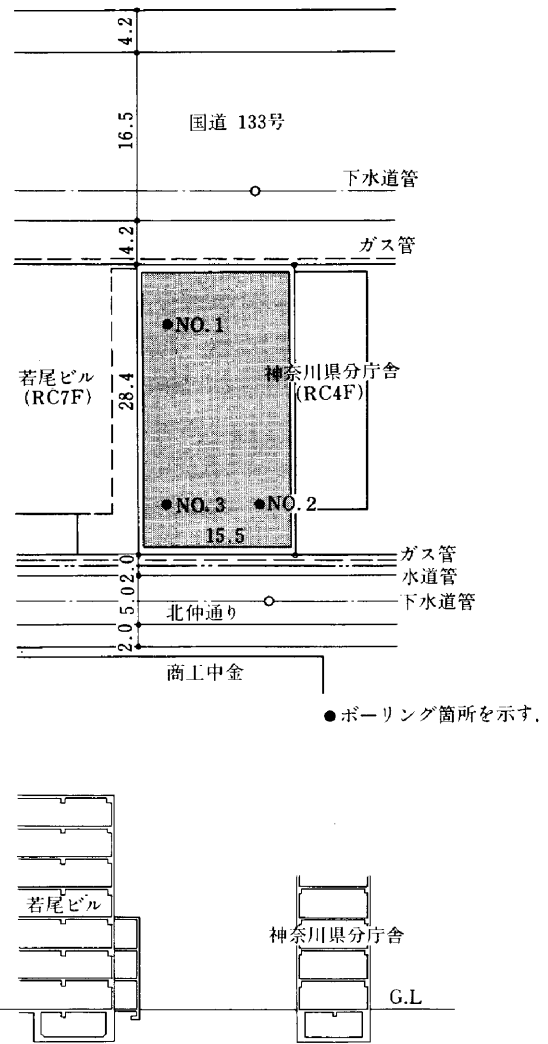 4.2
16.5
国道 133号
下水道管
4.2
ガス管
NO.1
若尾ビル
(RC7F)
28.4
神奈川県分庁舎
(RC4F)
NO.3
NO.2
15.5
ガス管
2.0
水道管
5.0
下水道管
北仲通り
2.0
商工中金
●ボーリング箇所を示す.
若尾ビル
神奈川県分庁舎
G.L